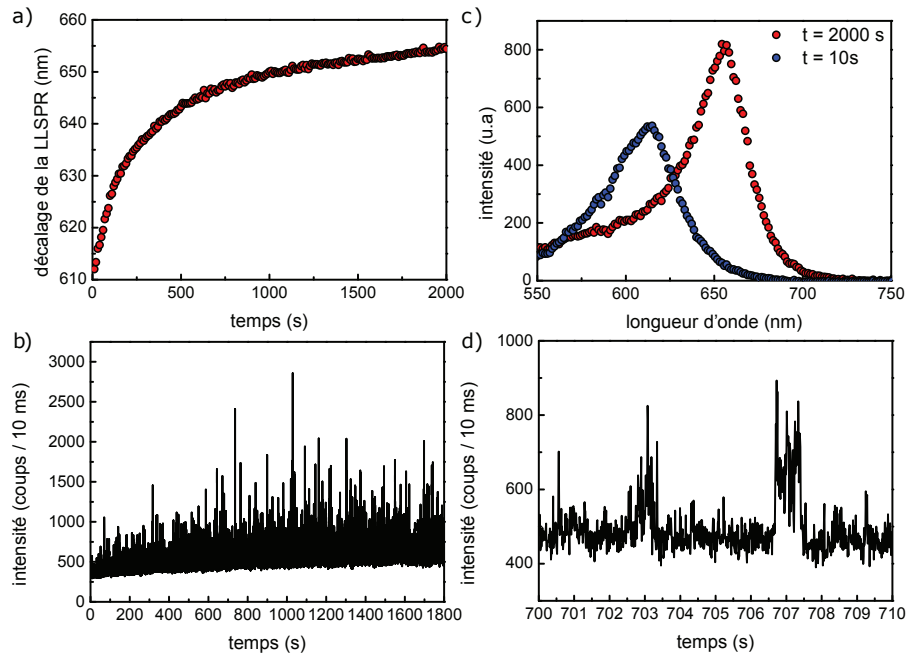 a)
décalage de la LLSPR (nm)
660
650
640
630
620
610
0 500 1000 1500 2000
temps (s)
c)
intensité (u.a)
800
600
400
200
0
550 600 650 700 750
longueur d'onde (nm)
t = 2000 s
t = 10s
b)
intensité (coups / 10 ms)
3000
2500
2000
1500
1000
500
0
0 200 400 600 800 1000 1200 1400 1600 1800
temps (s)
d)
intensité (coups / 10 ms)
1000
800
600
400
700 701 702 703 704 705 706 707 708 709 710
temps (s)